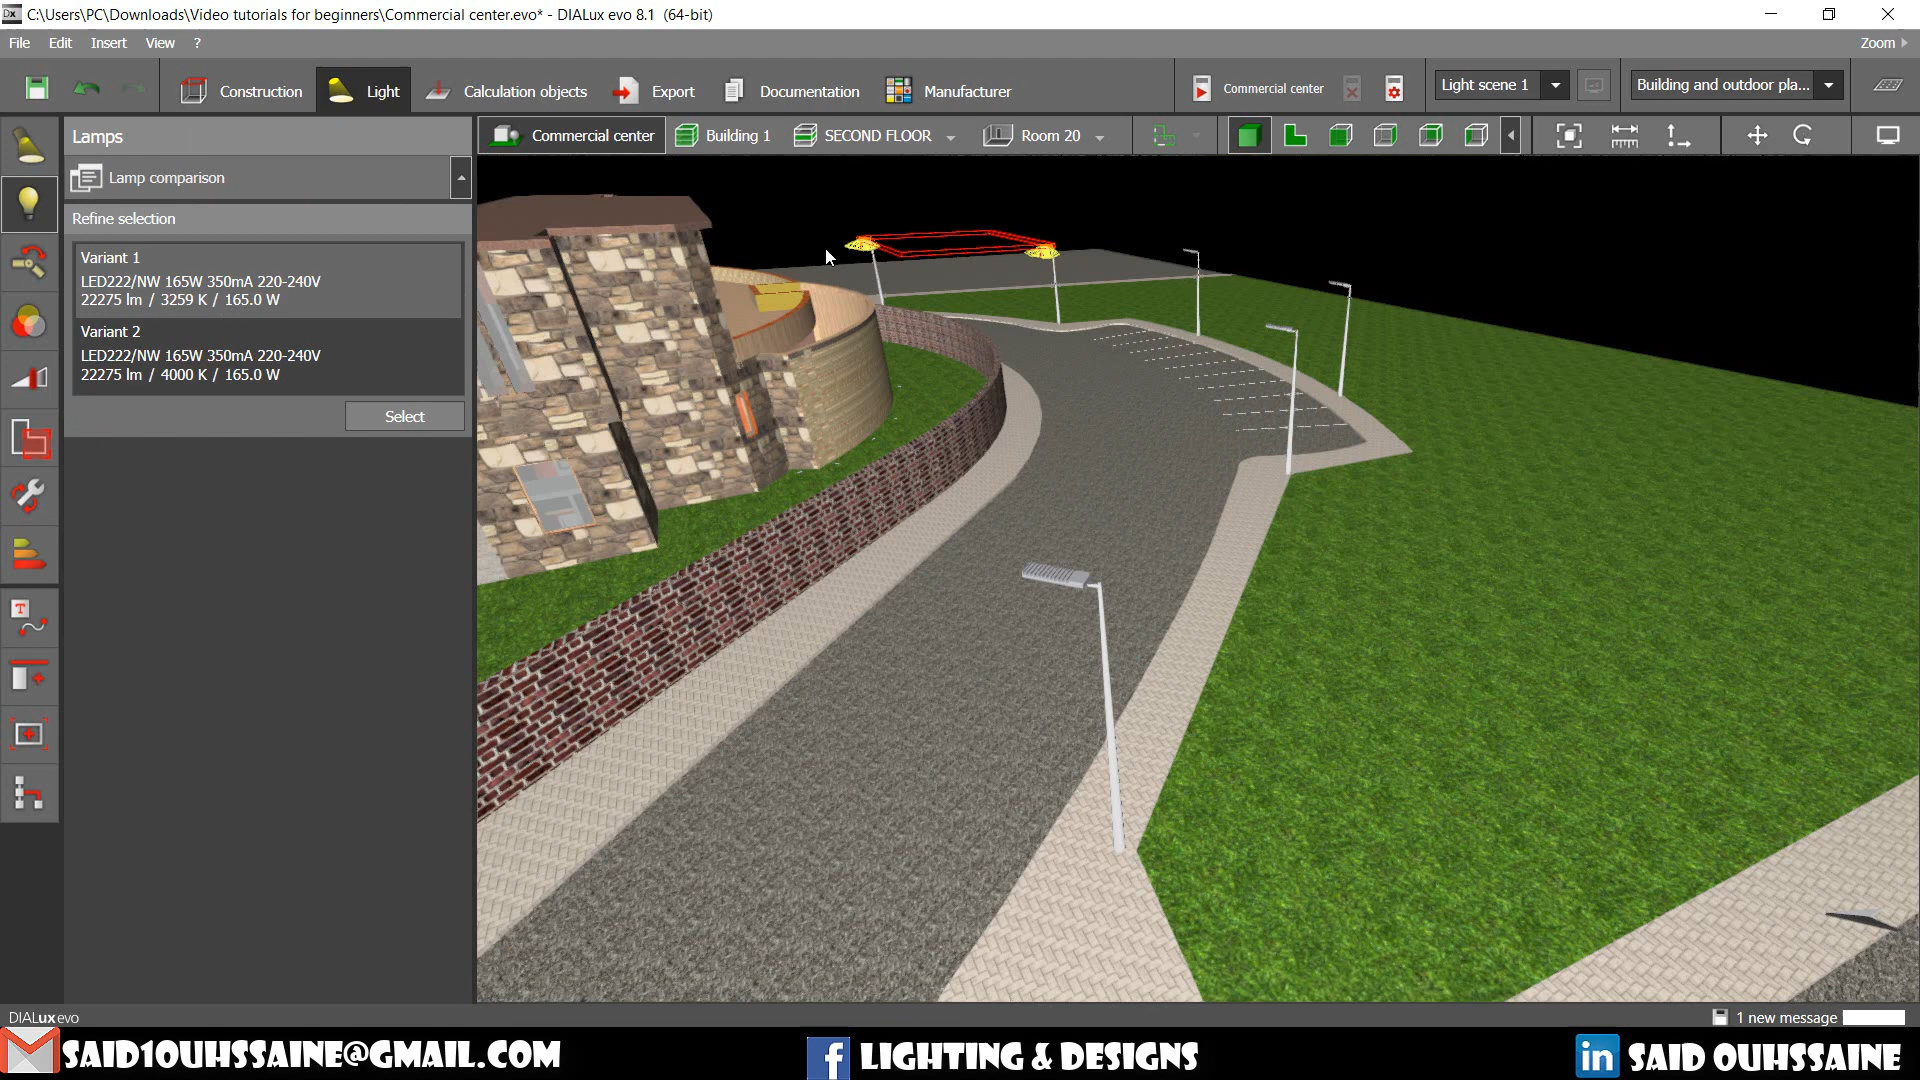 C:\Users\PC\Downloads\Video tutorials for beginners\Commercial center.evo* - DIALux evo 8.1 (64-bit)
File Edit Insert View ? Zoom
Construction Light Calculation objects Export Documentation Manufacturer Commercial center Light scene 1 Building and outdoor pla...
Lamps
Commercial center Building 1 SECOND FLOOR Room 20
Lamp comparison
Refine selection
Variant 1
LED222/NW 165W 350mA 220-240V
22275 lm / 3259 K / 165.0 W
Variant 2
LED222/NW 165W 350mA 220-240V
22275 lm / 4000 K / 165.0 W
Select
DIALux evo
1 new message
SAID1OUHSSAINE@GMAIL.COM
f LIGHTING & DESIGNS
in SAID OUHSSAINE